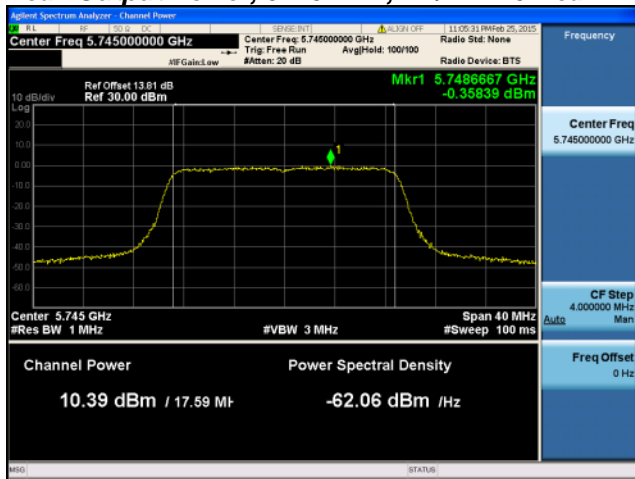 Agilent Spectrum Analyzer - Channel Power
RL RF 50 Ω DC SENSE:INT ALIGN OFF 11:05:31 PM Feb 25, 2015
Center Freq 5.745000000 GHz Center Freq: 5.745000000 GHz Radio Std: None
Trig: Free Run Avg|Hold: 100/100
#IFGain:Low #Atten: 20 dB Radio Device: BTS
Frequency
Mkr1 5.7486667 GHz
-0.35839 dBm
Ref Offset 13.81 dB
10 dB/div Ref 30.00 dBm
Log
20.0
10.0
0.00
-10.0
-20.0
-30.0
-40.0
-50.0
-60.0
1
Center 5.745 GHz Span 40 MHz
#Res BW 1 MHz #VBW 3 MHz #Sweep 100 ms
Channel Power Power Spectral Density
10.39 dBm / 17.59 MH -62.06 dBm /Hz
Center Freq
5.745000000 GHz
CF Step
4.000000 MHz
Auto Man
Freq Offset
0 Hz
MSG STATUS